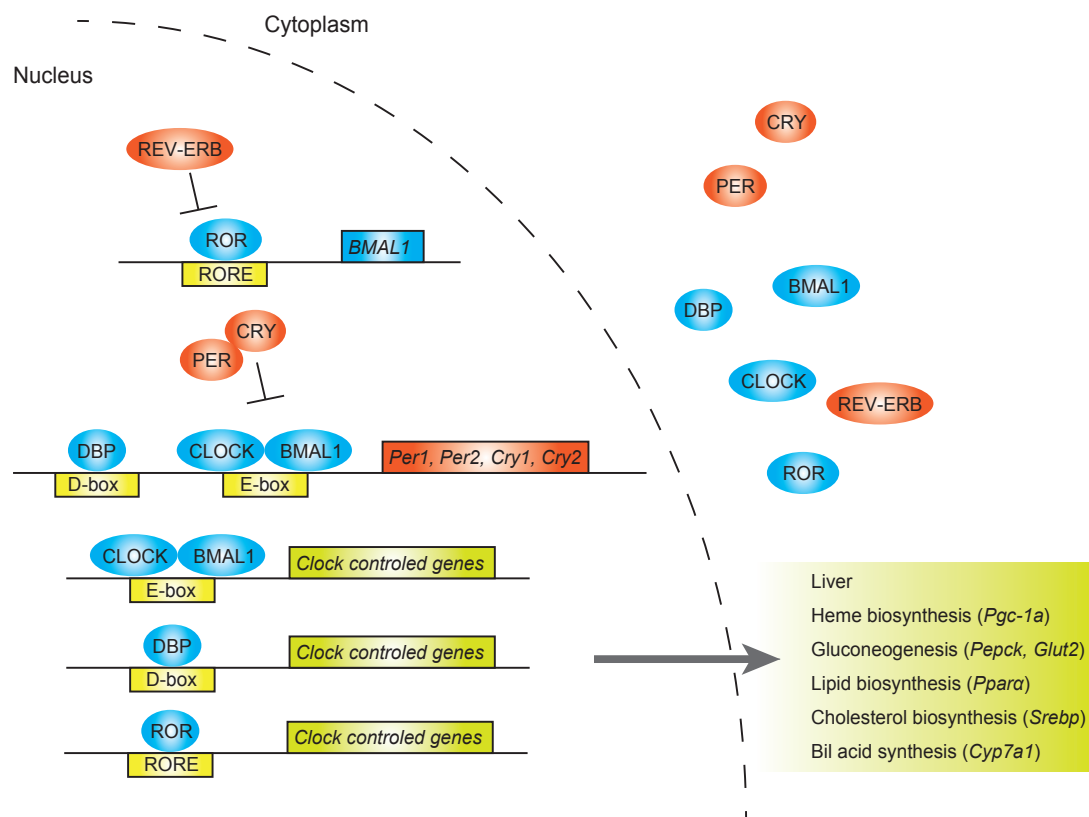 Cytoplasm
Nucleus
REV-ERB
ROR
BMAL1
RORE
CRY
PER
DBP
CLOCK BMAL1
Per1, Per2, Cry1, Cry2
D-box
E-box
CLOCK BMAL1
Clock controled genes
E-box
DBP
Clock controled genes
D-box
ROR
Clock controled genes
RORE
CRY
PER
BMAL1
DBP
CLOCK
REV-ERB
ROR
Liver
Heme biosynthesis (Pgc-1a)
Gluconeogenesis (Pepck, Glut2)
Lipid biosynthesis (Pparα)
Cholesterol biosynthesis (Srebp)
Bil acid synthesis (Cyp7a1)